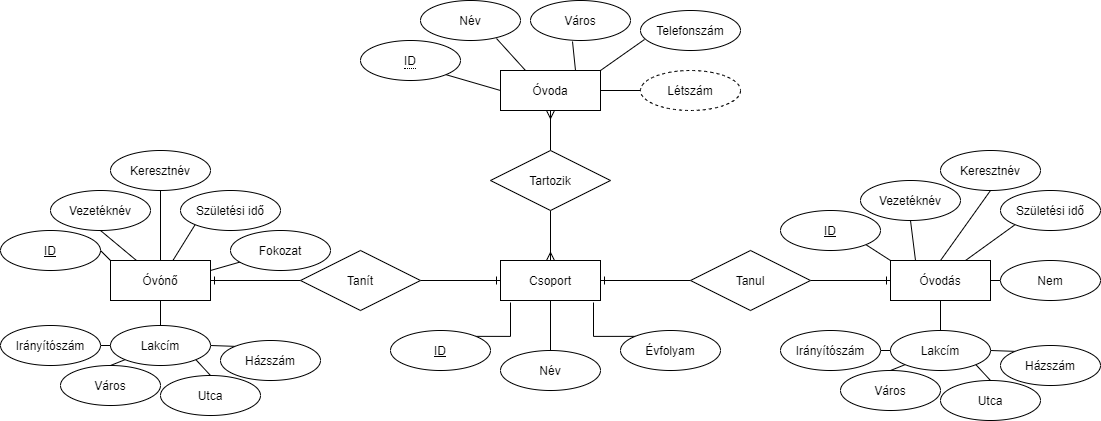 Név
Város
Telefonszám
ID
Óvoda
Létszám
Tartozik
Keresztnév
Vezetéknév
Születési idő
ID
Fokozat
Óvónő
Tanít
Csoport
Tanul
Keresztnév
Vezetéknév
Születési idő
ID
Óvodás
Nem
Irányítószám
Lakcím
Házszám
Város
Utca
ID
Név
Évfolyam
Irányítószám
Lakcím
Házszám
Város
Utca